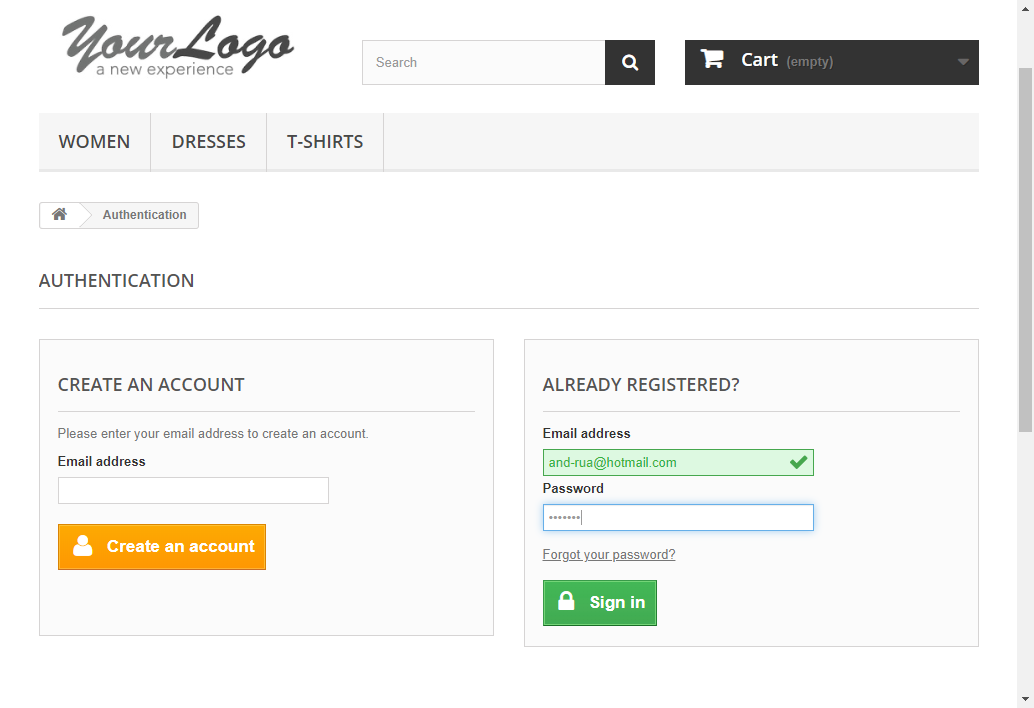 YourLogo
a new experience
Search
Cart (empty)
WOMEN
DRESSES
T-SHIRTS
Authentication
AUTHENTICATION
CREATE AN ACCOUNT
Please enter your email address to create an account.
Email address
Create an account
ALREADY REGISTERED?
Email address
and-rua@hotmail.com
Password
•••••••
Forgot your password?
Sign in